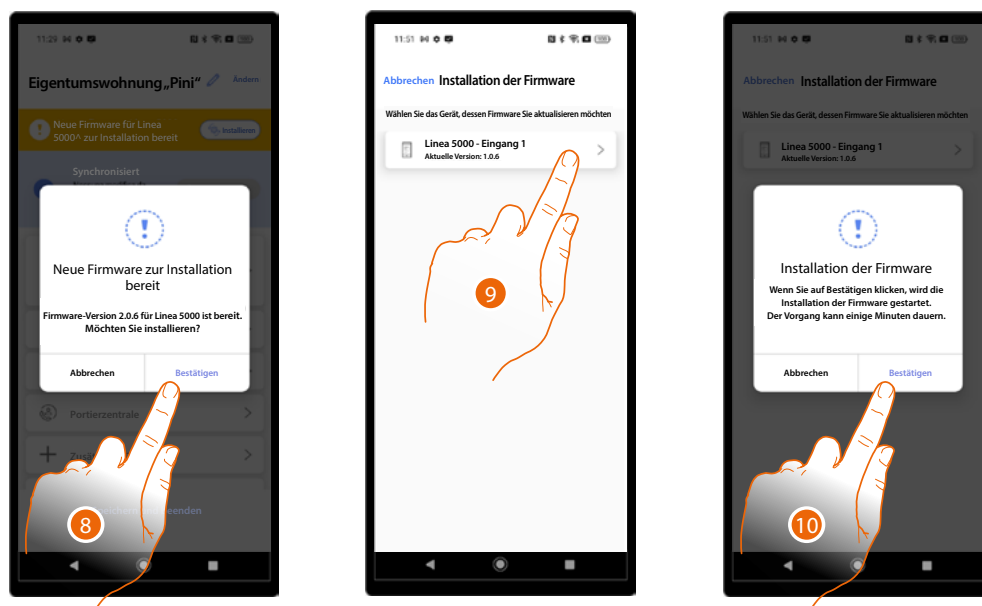 11:29
Eigentumswohnung„Pini“
Ändern
Neue Firmware für Linea
5000^ zur Installation bereit
Installieren
Synchronisiert
Neue Firmware zur Installation
bereit
Firmware-Version 2.0.6 für Linea 5000 ist bereit.
Möchten Sie installieren?
Abbrechen
Bestätigen
Portierzentrale
8
11:51
Abbrechen Installation der Firmware
Wählen Sie das Gerät, dessen Firmware Sie aktualisieren möchten
Linea 5000 - Eingang 1
Aktuelle Version: 1.0.6
9
11:51
Abbrechen Installation der Firmware
Wählen Sie das Gerät, dessen Firmware Sie aktualisieren möchten
Linea 5000 - Eingang 1
Aktuelle Version: 1.0.6
Installation der Firmware
Wenn Sie auf Bestätigen klicken, wird die
Installation der Firmware gestartet.
Der Vorgang kann einige Minuten dauern.
Abbrechen
Bestätigen
10